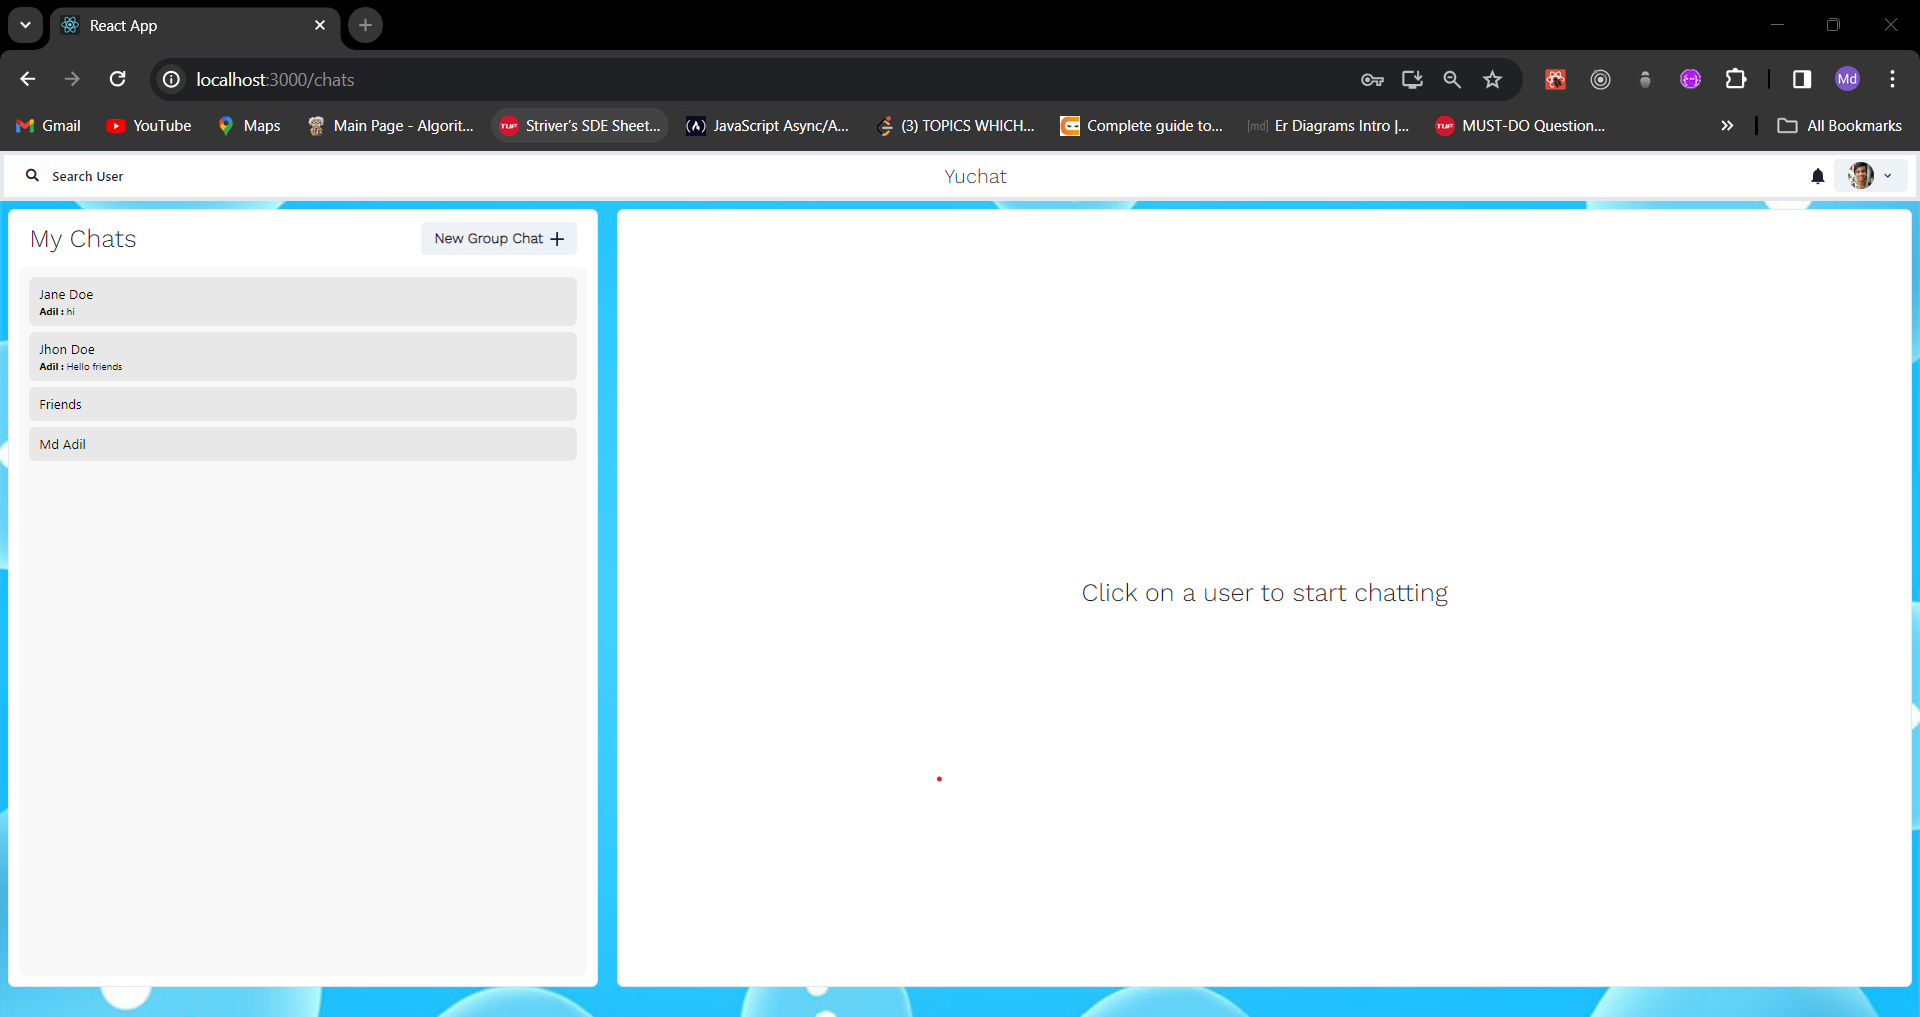 React App
localhost:3000/chats
Md
Gmail
YouTube
Maps
Main Page - Algorit...
TUF
Striver's SDE Sheet...
JavaScript Async/A...
(3) TOPICS WHICH...
Complete guide to...
[md] Er Diagrams Intro |...
TUF
MUST-DO Question...
All Bookmarks
Search User
Yuchat
My Chats
New Group Chat
Jane Doe
Adil : hi
Jhon Doe
Adil : Hello friends
Friends
Md Adil
Click on a user to start chatting